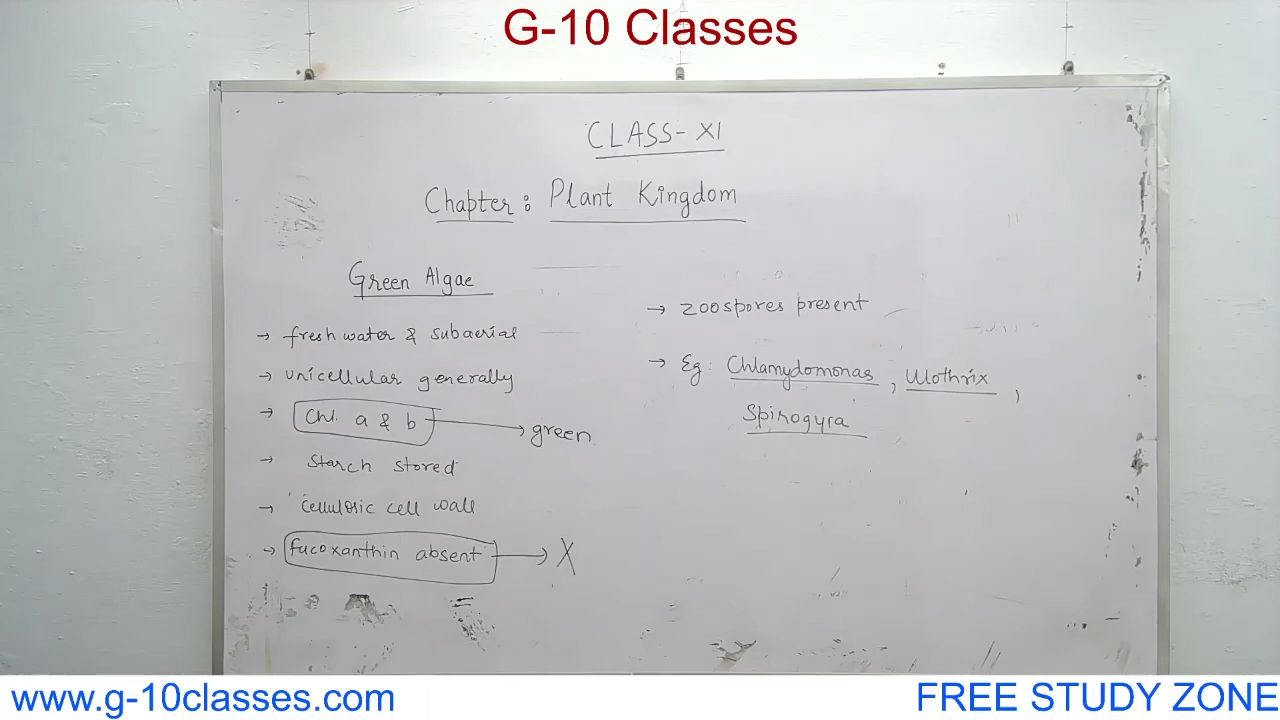 G-10 Classes
CLASS-XI
Chapter: Plant Kingdom
Green Algae
→ fresh water & subaerial
→ unicellular generally
→ Chl. a & b → green
→ Starch stored
→ Cellulosic cell wall
→ fucoxanthin absent → X
→ zoospores present
→ Eg: Chlamydomonas, Ulothrix,
Spirogyra
www.g-10classes.com
FREE STUDY ZONE